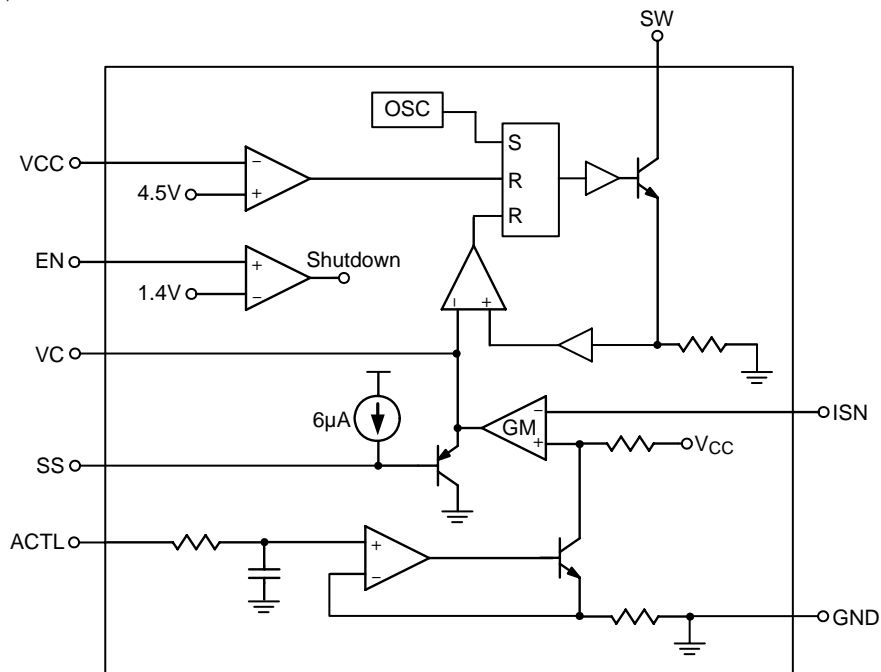 SW
OSC
S
VCC
−
R
4.5V
+
R
EN
+
Shutdown
1.4V
−
− +
VC
6µA
−
ISN
GM
+
VCC
SS
ACTL
+
−
GND